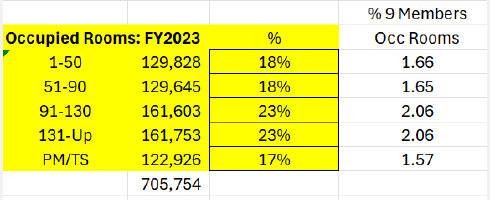 % 9 Members
Occupied Rooms: FY2023 % Occ Rooms
1-50 129,828 18% 1.66
51-90 129,645 18% 1.65
91-130 161,603 23% 2.06
131-Up 161,753 23% 2.06
PM/TS 122,926 17% 1.57
705,754